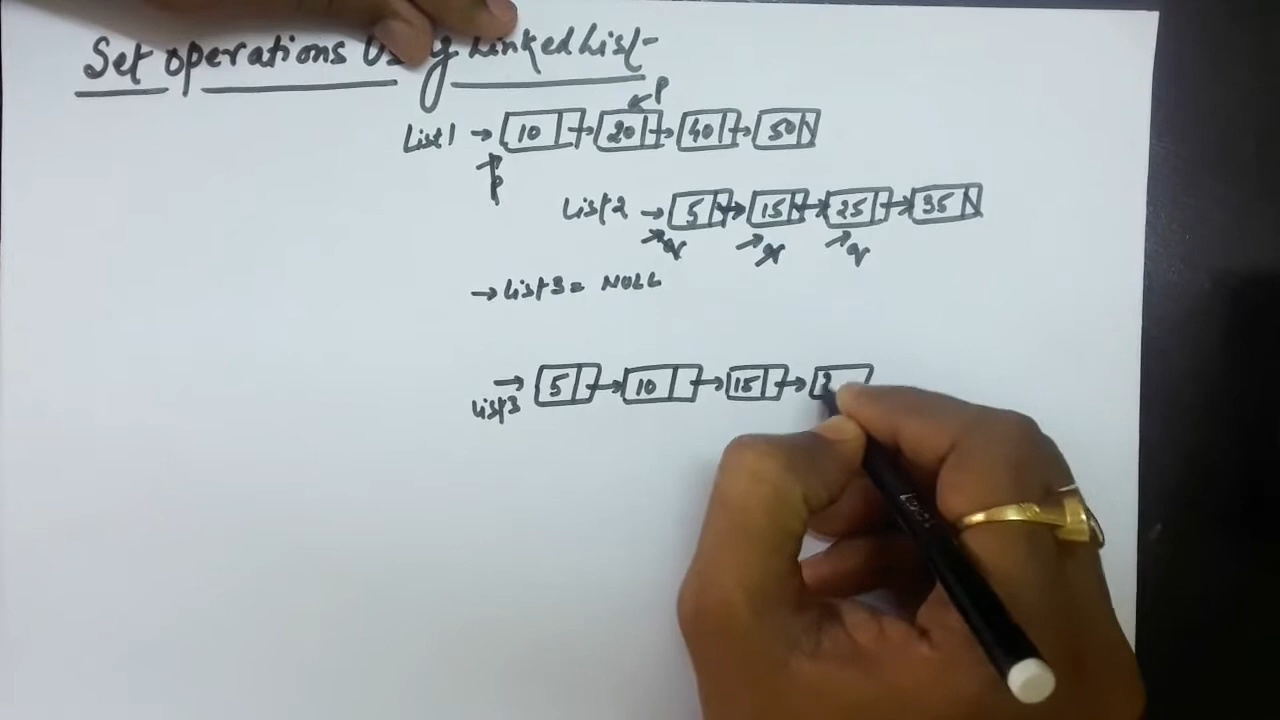 Set operations Linked List
p
List1 → 10 → 20 → 40 → 50
p
List2 → 5 → 15 → 25 → 35
q q q
→ List3 = NULL
→ 5 → 10 → 15 → 2
List3